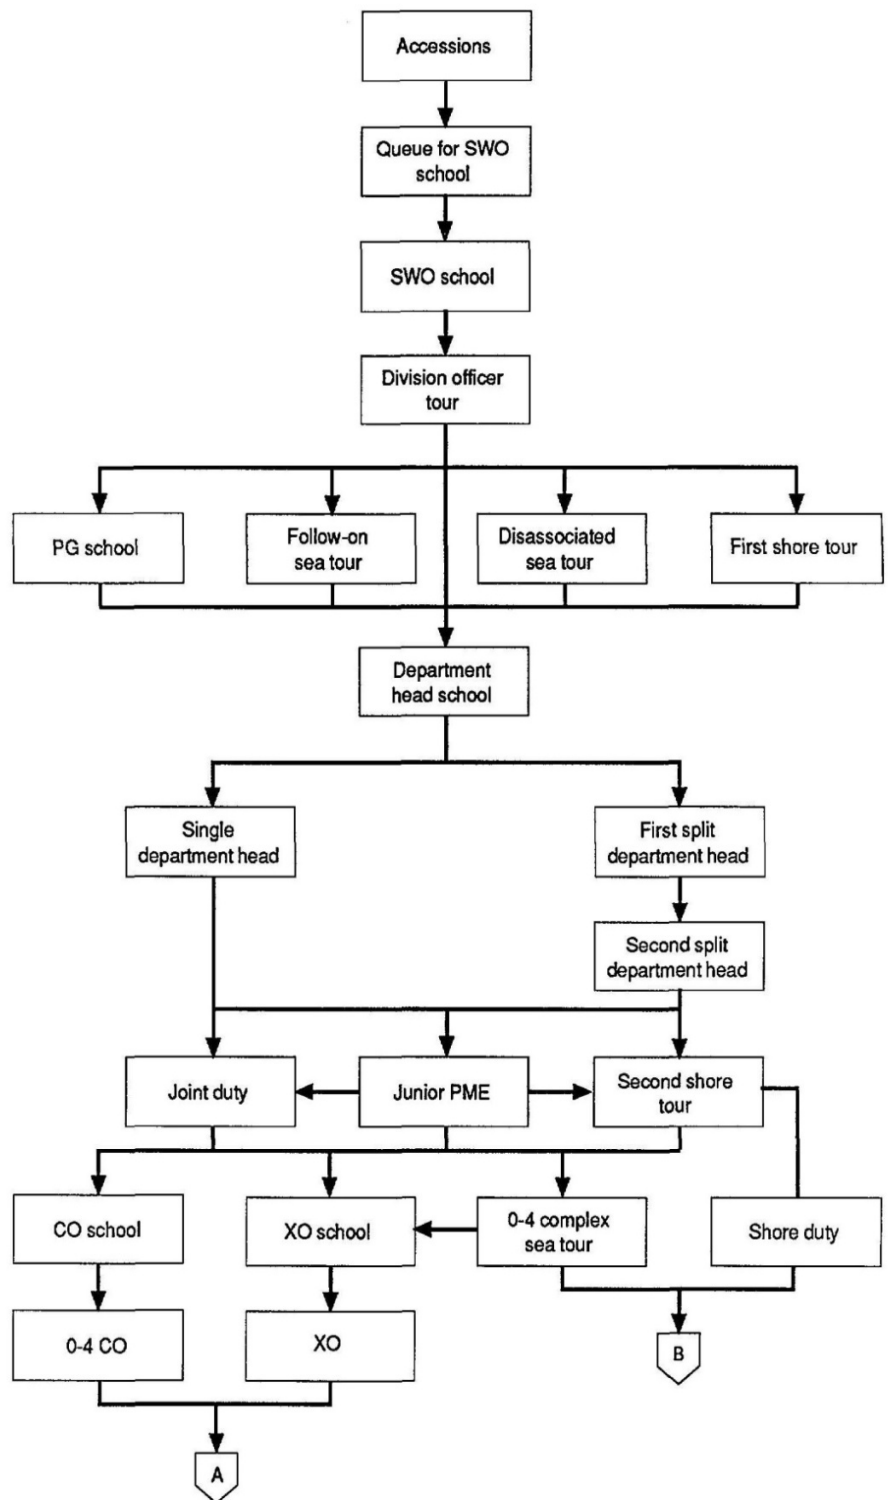 Accessions
Queue for SWO
school
SWO school
Division officer
tour
PG school
Follow-on
sea tour
Disassociated
sea tour
First shore tour
Department
head school
Single
department head
First split
department head
Second split
department head
Joint duty
Junior PME
Second shore
tour
CO school
XO school
0-4 complex
sea tour
Shore duty
0-4 CO
XO
B
A